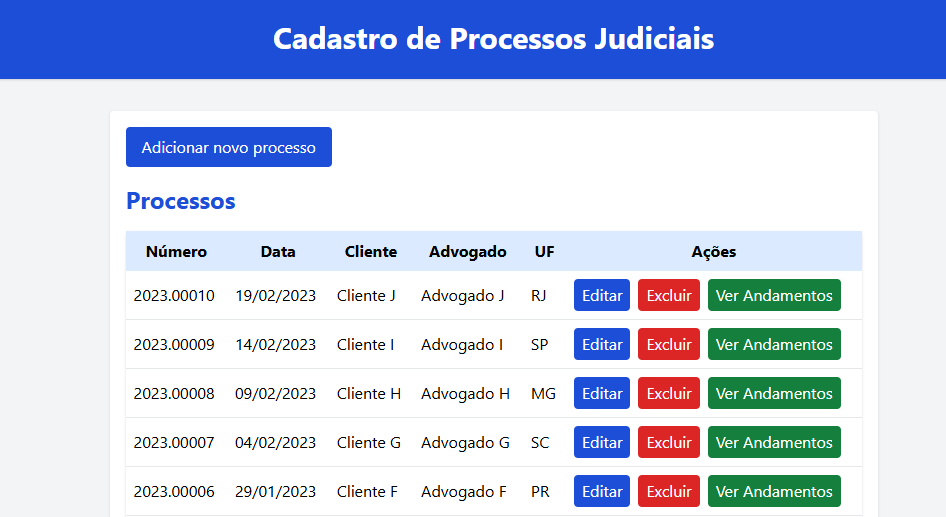 Cadastro de Processos Judiciais
Adicionar novo processo
Processos
Número Data Cliente Advogado UF Ações
2023.00010 19/02/2023 Cliente J Advogado J RJ Editar Excluir Ver Andamentos
2023.00009 14/02/2023 Cliente I Advogado I SP Editar Excluir Ver Andamentos
2023.00008 09/02/2023 Cliente H Advogado H MG Editar Excluir Ver Andamentos
2023.00007 04/02/2023 Cliente G Advogado G SC Editar Excluir Ver Andamentos
2023.00006 29/01/2023 Cliente F Advogado F PR Editar Excluir Ver Andamentos